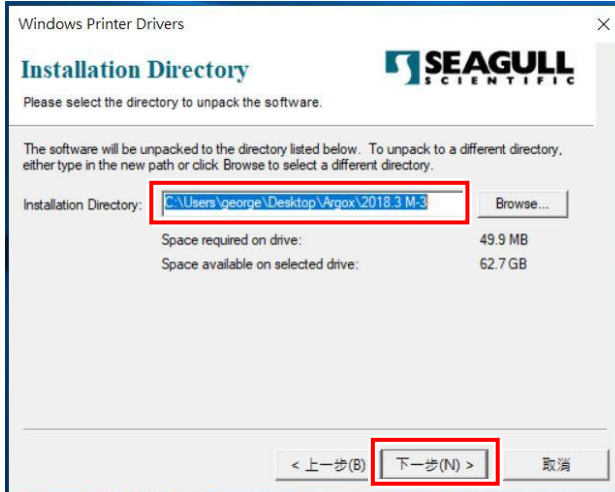 Windows Printer Drivers
Installation Directory
SEAGULL
SCIENTIFIC
Please select the directory to unpack the software.
The software will be unpacked to the directory listed below. To unpack to a different directory,
either type in the new path or click Browse to select a different directory.
Installation Directory: C:\Users\george\Desktop\Argox\2018.3 M-3 Browse...
Space required on drive: 49.9 MB
Space available on selected drive: 62.7 GB
< 上一步(B) 下一步(N) > 取消